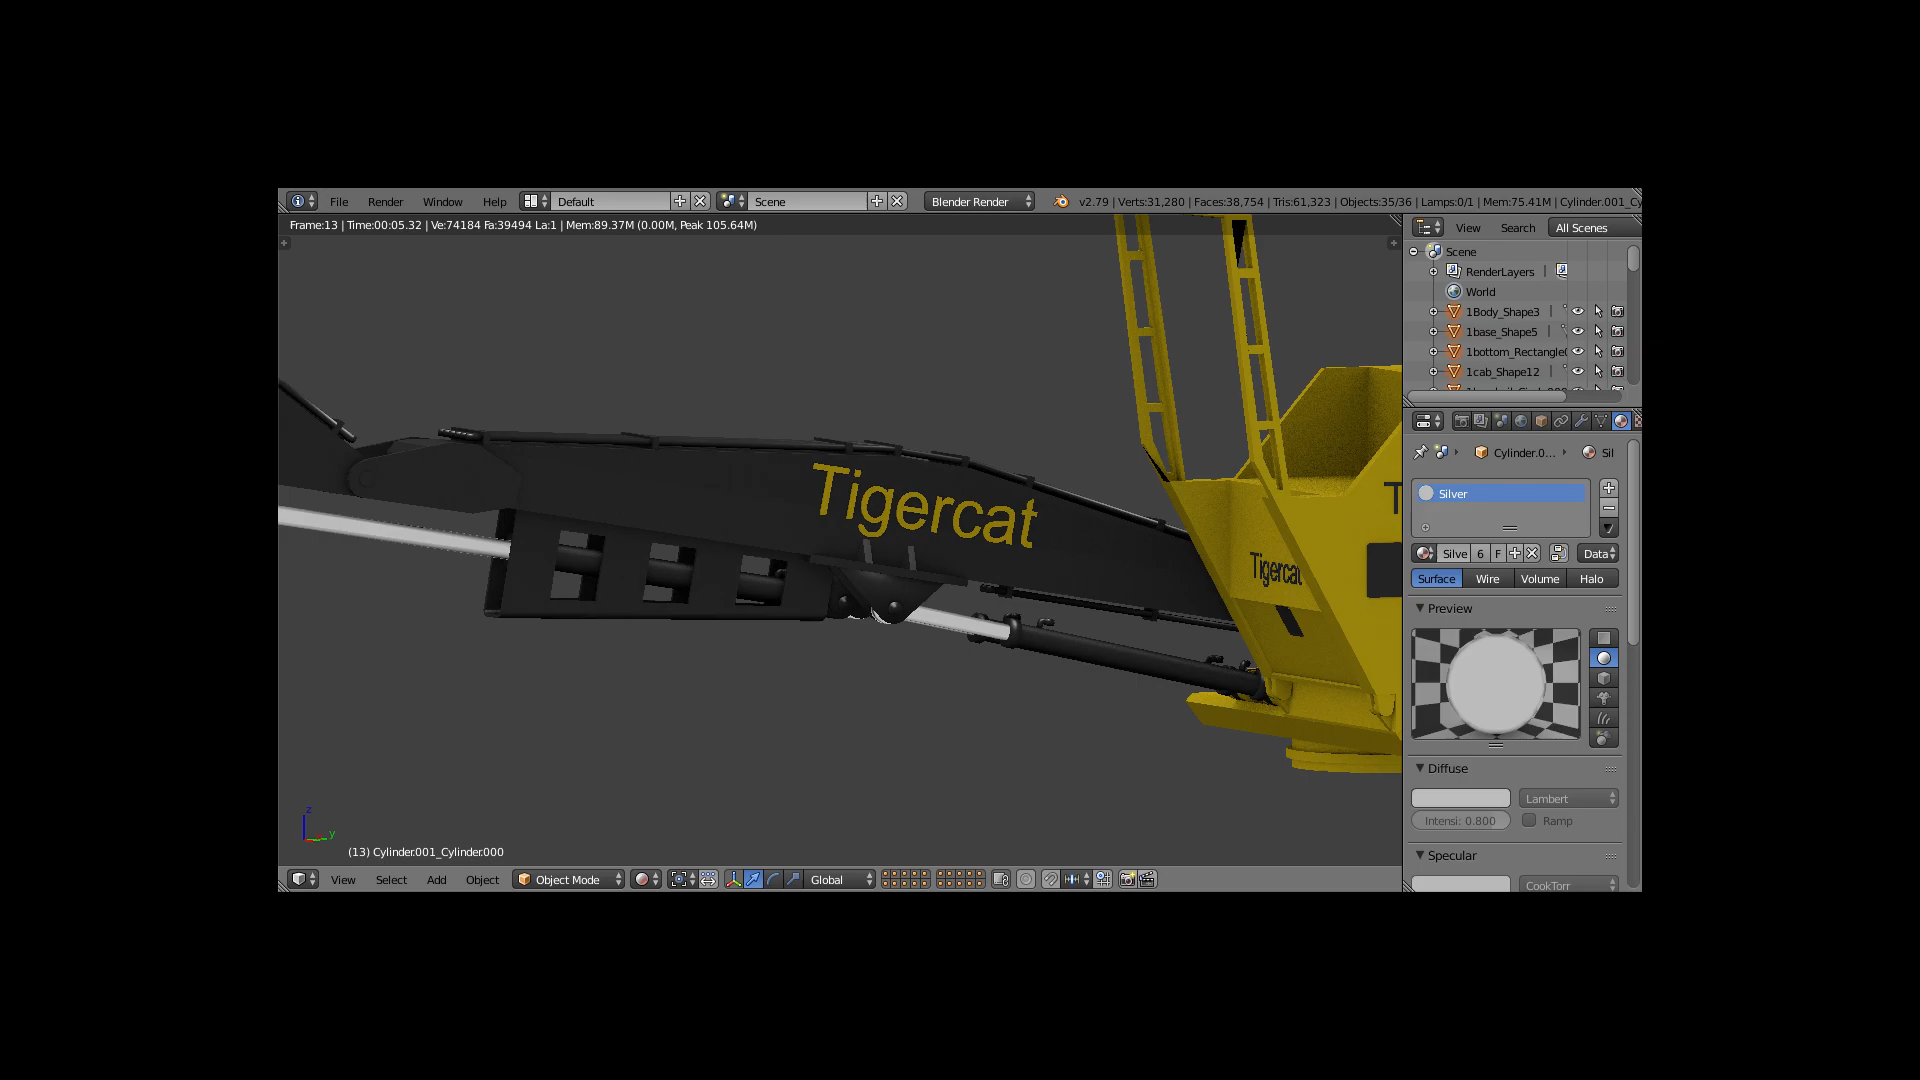 File Render Window Help Default Scene Blender Render v2.79 | Verts:31,280 | Faces:38,754 | Tris:61,323 | Objects:35/36 | Lamps:0/1 | Mem:75.41M | Cylinder.001_Cy
Frame:13 | Time:00:05.32 | Ve:74184 Fa:39494 La:1 | Mem:89.37M (0.00M, Peak 105.64M)
View Search All Scenes
Scene
RenderLayers
World
1Body_Shape3
1base_Shape5
1bottom_Rectangle
1cab_Shape12
Cylinder.0... Sil
Silver
Silve 6 F Data
Surface Wire Volume Halo
Preview
Diffuse
Lambert
Intensi: 0.800 Ramp
Specular
CookTorr
Tigercat
Tigercat
T
z
y
(13) Cylinder.001_Cylinder.000
View Select Add Object Object Mode Global